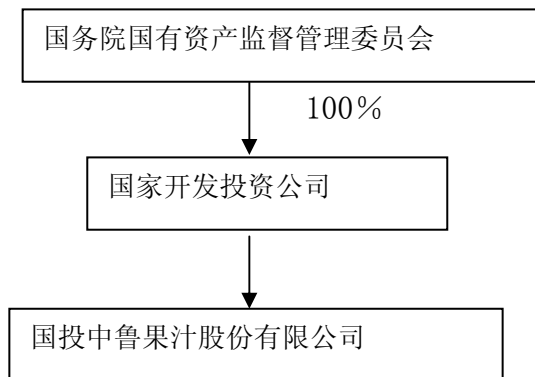 国务院国有资产监督管理委员会
100％
国家开发投资公司
国投中鲁果汁股份有限公司